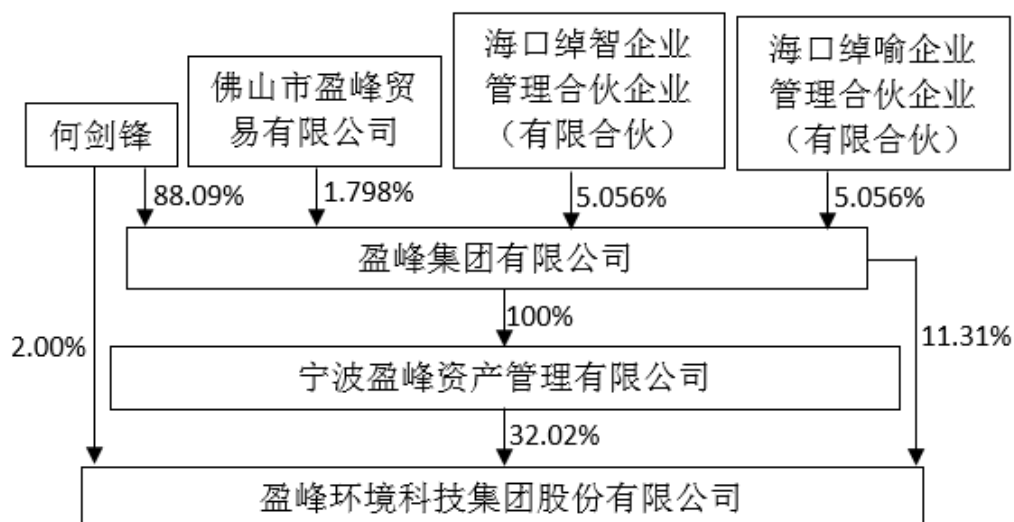 何剑锋
佛山市盈峰贸
易有限公司
海口绰智企业
管理合伙企业
（有限合伙）
海口绰喻企业
管理合伙企业
（有限合伙）
88.09%
1.798%
5.056%
5.056%
盈峰集团有限公司
100%
2.00%
11.31%
宁波盈峰资产管理有限公司
32.02%
盈峰环境科技集团股份有限公司